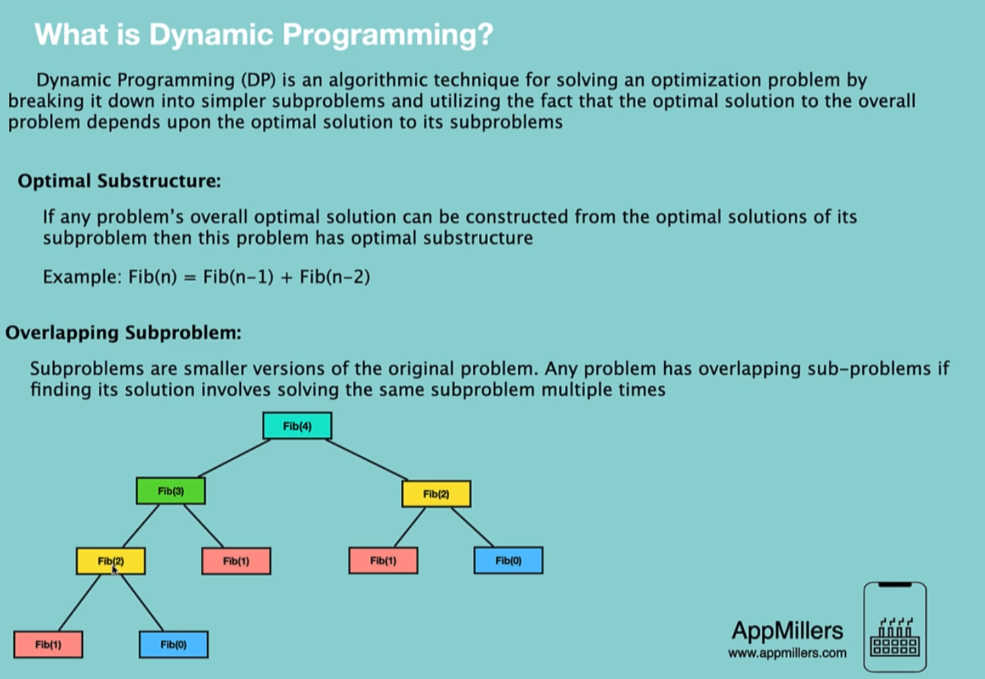 What is Dynamic Programming?
Dynamic Programming (DP) is an algorithmic technique for solving an optimization problem by
breaking it down into simpler subproblems and utilizing the fact that the optimal solution to the overall
problem depends upon the optimal solution to its subproblems
Optimal Substructure:
If any problem's overall optimal solution can be constructed from the optimal solutions of its
subproblem then this problem has optimal substructure
Example: Fib(n) = Fib(n-1) + Fib(n-2)
Overlapping Subproblem:
Subproblems are smaller versions of the original problem. Any problem has overlapping sub-problems if
finding its solution involves solving the same subproblem multiple times
Fib(4)
Fib(3)
Fib(2)
Fib(2)
Fib(1)
Fib(1)
Fib(0)
Fib(1)
Fib(0)
AppMillers
www.appmillers.com